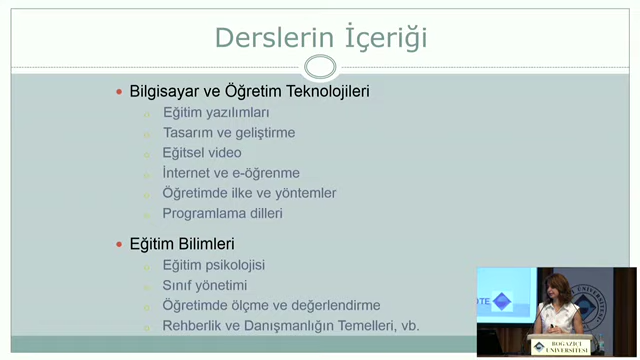 Derslerin İçeriği
Bilgisayar ve Öğretim Teknolojileri
Eğitim yazılımları
Tasarım ve geliştirme
Eğitsel video
İnternet ve e-öğrenme
Öğretimde ilke ve yöntemler
Programlama dilleri
Eğitim Bilimleri
Eğitim psikolojisi
Sınıf yönetimi
Öğretimde ölçme ve değerlendirme
Rehberlik ve Danışmanlığın Temelleri, vb.
BOĞAZİÇİ
ÜNİVERSİTESİ